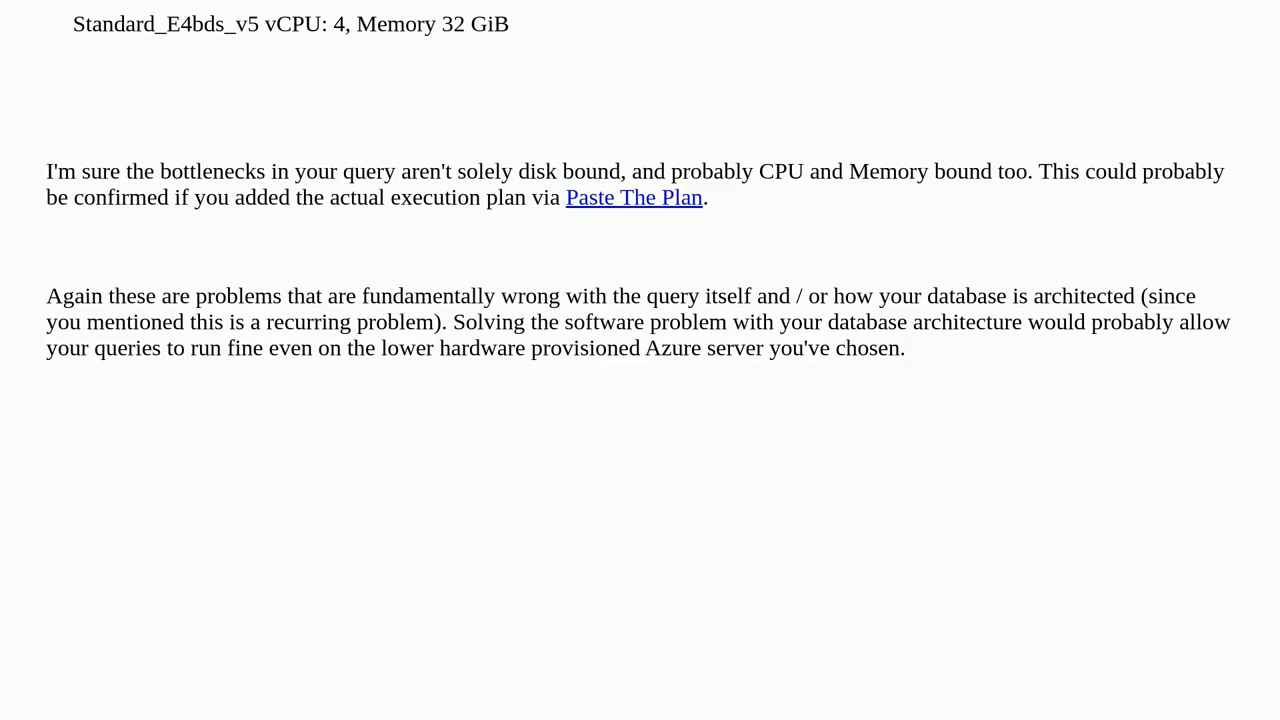 Standard_E4bds_v5 vCPU: 4, Memory 32 GiB
I'm sure the bottlenecks in your query aren't solely disk bound, and probably CPU and Memory bound too. This could probably
be confirmed if you added the actual execution plan via Paste The Plan.
Again these are problems that are fundamentally wrong with the query itself and / or how your database is architected (since
you mentioned this is a recurring problem). Solving the software problem with your database architecture would probably allow
your queries to run fine even on the lower hardware provisioned Azure server you've chosen.